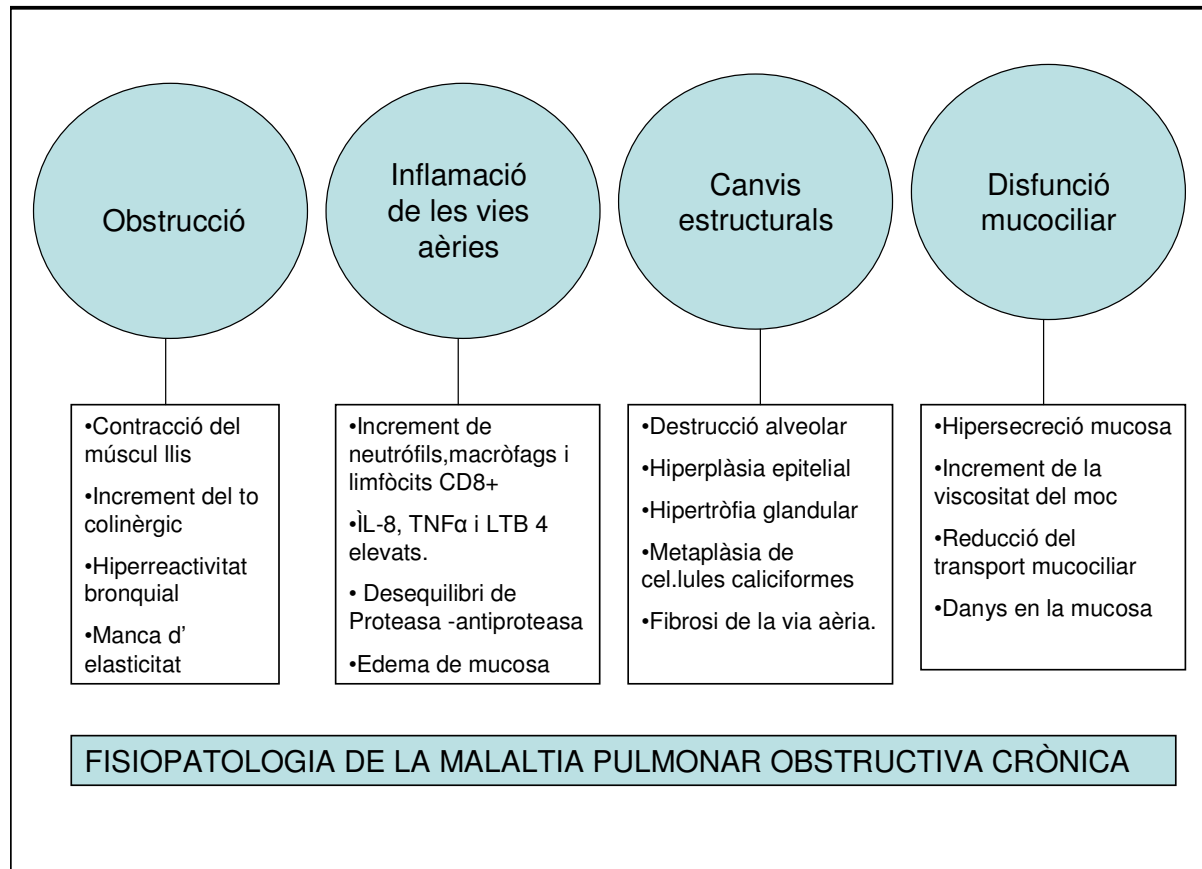 Obstrucció
Inflamació
de les vies
aèries
Canvis
estructurals
Disfunció
mucociliar
•Contracció del
múscul llis
•Increment del to
colinèrgic
•Hiperreactivitat
bronquial
•Manca d’
elasticitat
•Increment de
neutrófils,macròfags i
limfòcits CD8+
•ÌL-8, TNFα i LTB 4
elevats.
• Desequilibri de
Proteasa -antiproteasa
•Edema de mucosa
•Destrucció alveolar
•Hiperplàsia epitelial
•Hipertròfia glandular
•Metaplàsia de
cel.lules caliciformes
•Fibrosi de la via aèria.
•Hipersecreció mucosa
•Increment de la
viscositat del moc
•Reducció del
transport mucociliar
•Danys en la mucosa
FISIOPATOLOGIA DE LA MALALTIA PULMONAR OBSTRUCTIVA CRÒNICA